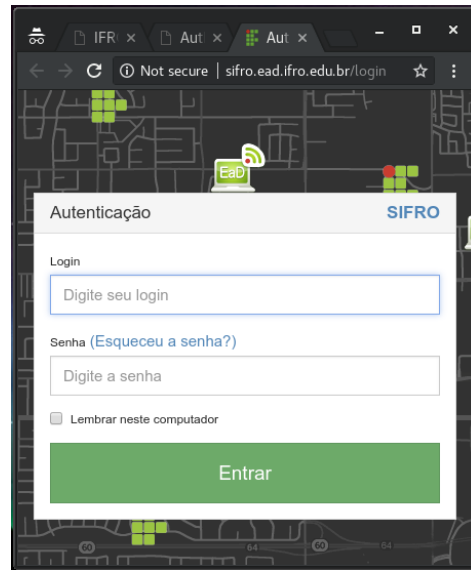 IFR
Aut
Aut
Not secure | sifro.ead.ifro.edu.br/login
EaD
Autenticação SIFRO
Login
Digite seu login
Senha (Esqueceu a senha?)
Digite a senha
Lembrar neste computador
Entrar
60 64 60 64